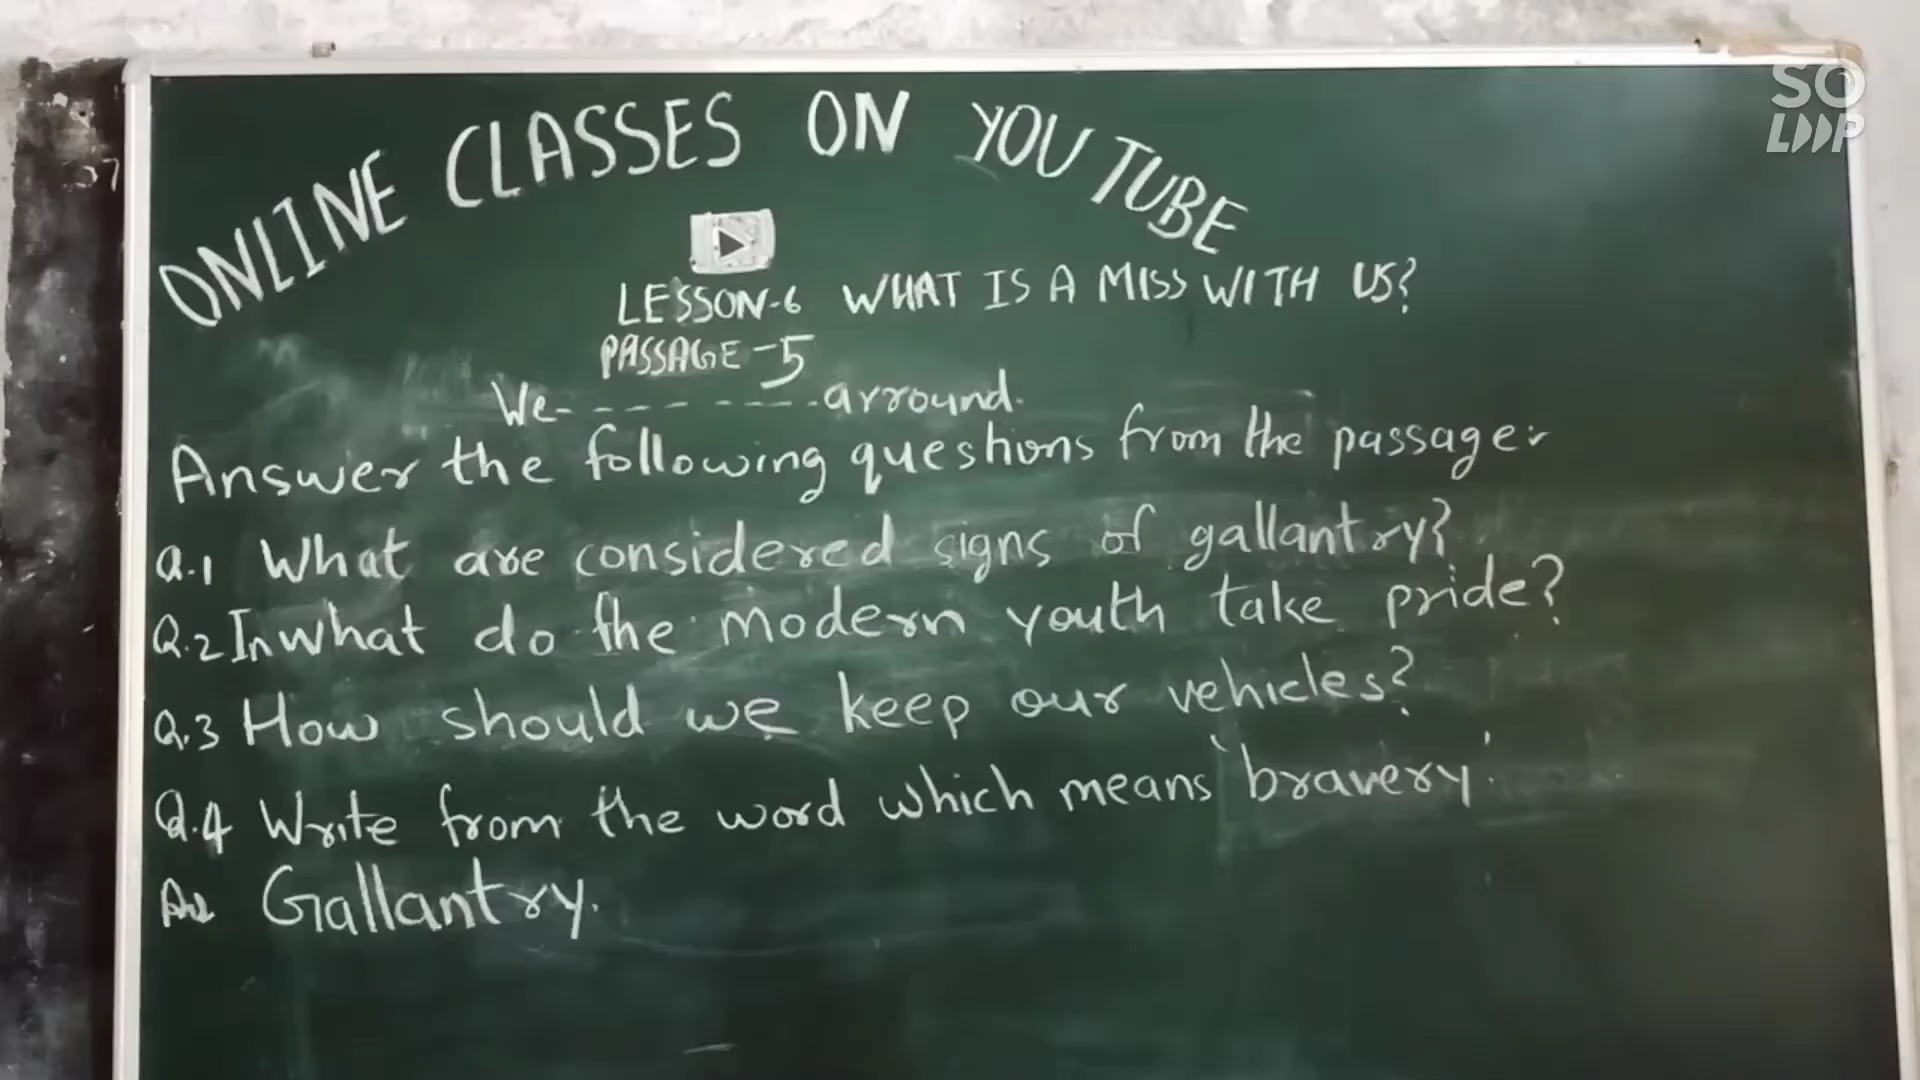 ONLINE CLASSES ON YOUTUBE
LESSON-6 WHAT IS A MISS WITH US?
PASSAGE-5
We- - - - - - - - arround.
Answer the following questions from the passage:-
Q.1 What are considered signs of gallantry?
Q.2 In what do the modern youth take pride?
Q.3 How should we keep our vehicles?
Q.4 Write from the word which means 'bravery'.
Ans Gallantry.
SO
LOOP